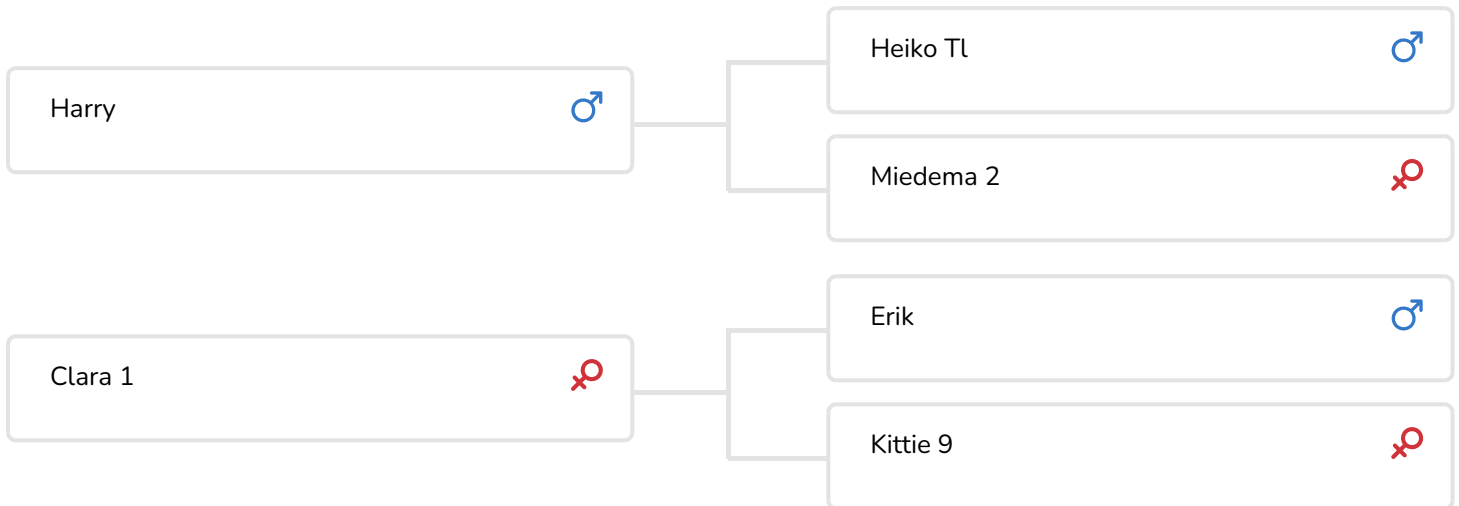 Harry
Heiko Tl
Miedema 2
Clara 1
Erik
Kittie 9